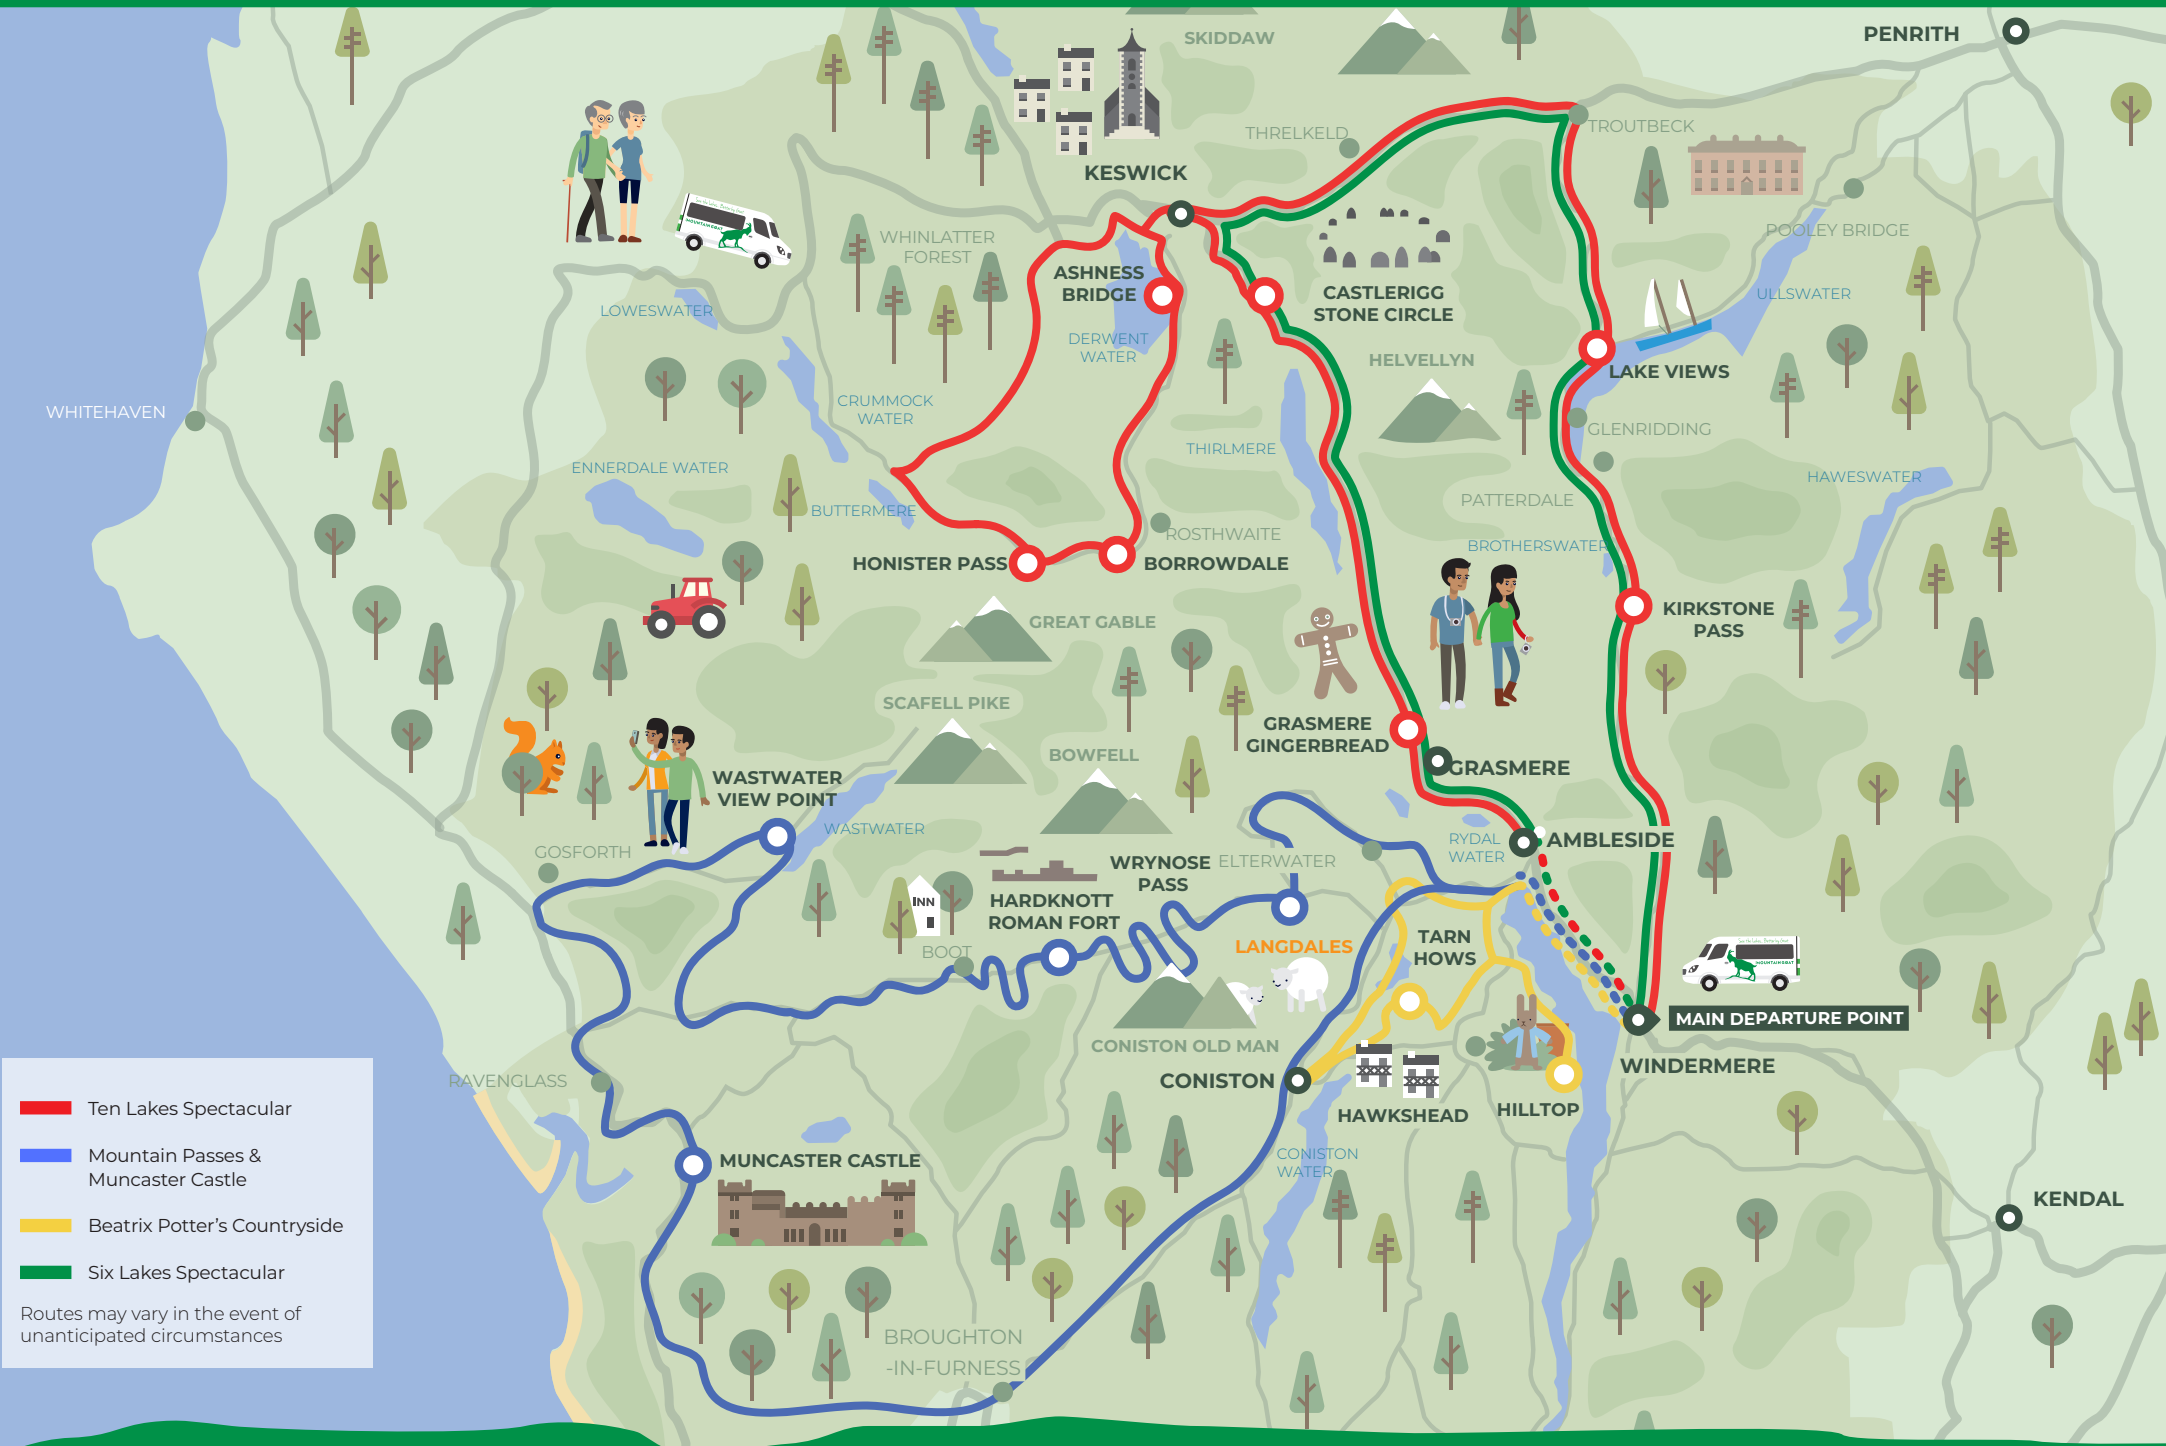 SKIDDAW
PENRITH
THRELKELD
TROUTBECK
KESWICK
WHINLATTER
FOREST
POOLEY BRIDGE
ASHNESS
BRIDGE
CASTLERIGG
STONE CIRCLE
LOWESWATER
ULLSWATER
DERWENT
WATER
HELVELLYN
LAKE VIEWS
WHITEHAVEN
CRUMMOCK
WATER
GLENRIDDING
THIRLMERE
ENNERDALE WATER
HAWESWATER
BUTTERMERE
PATTERDALE
ROSTHWAITE
BROTHERSWATER
HONISTER PASS
BORROWDALE
GREAT GABLE
KIRKSTONE
PASS
SCAFELL PIKE
GRASMERE
GINGERBREAD
BOWFELL
GRASMERE
WASTWATER
VIEW POINT
WASTWATER
RYDAL
WATER
AMBLESIDE
GOSFORTH
WRYNOSE
PASS
ELTERWATER
INN
HARDKNOTT
ROMAN FORT
BOOT
LANGDALES
TARN
HOWS
MOUNTAIN GOAT
MOUNTAIN GOAT
MAIN DEPARTURE POINT
CONISTON OLD MAN
WINDERMERE
CONISTON
RAVENGLASS
HAWKSHEAD
HILLTOP
MUNCASTER CASTLE
CONISTON
WATER
KENDAL
BROUGHTON
-IN-FURNESS
Ten Lakes Spectacular
Mountain Passes &
Muncaster Castle
Beatrix Potter's Countryside
Six Lakes Spectacular
Routes may vary in the event of
unanticipated circumstances